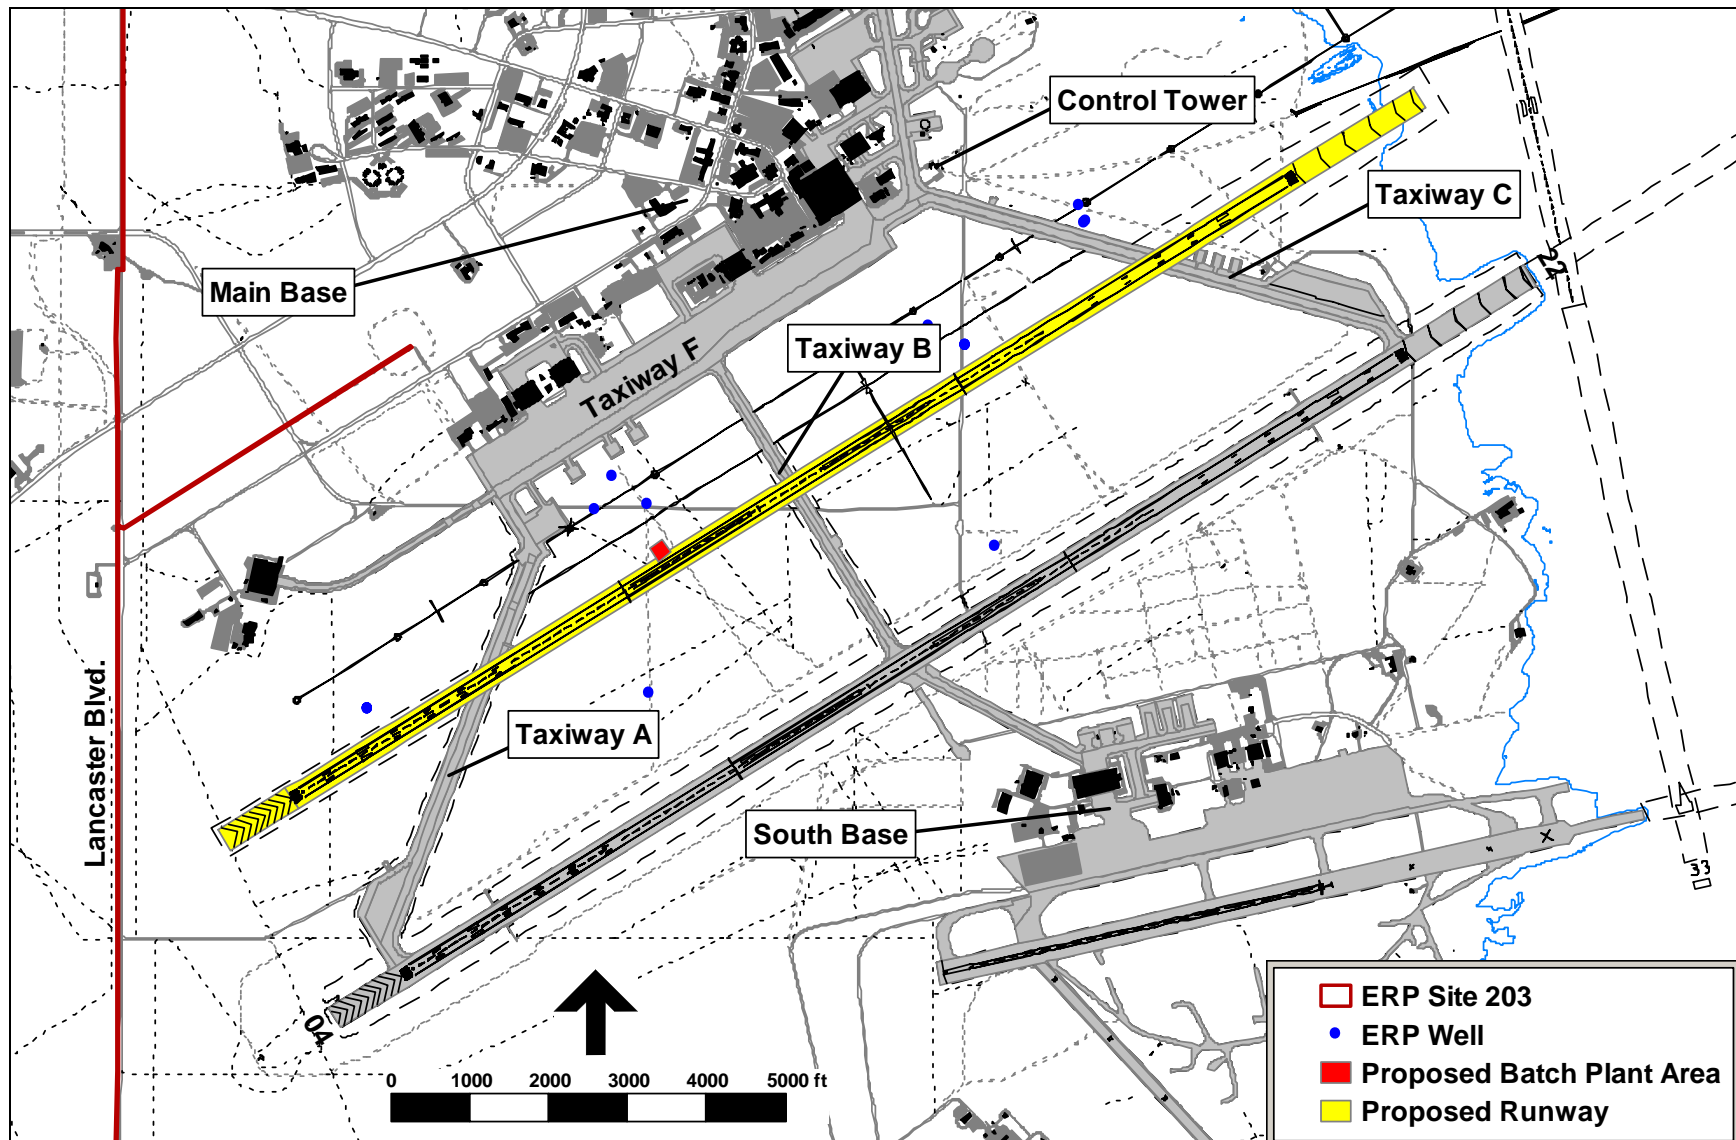 Control Tower
Taxiway C
22
Main Base
Taxiway B
Taxiway F
Lancaster Blvd.
Taxiway A
South Base
33
04
0 1000 2000 3000 4000 5000 ft
ERP Site 203
ERP Well
Proposed Batch Plant Area
Proposed Runway